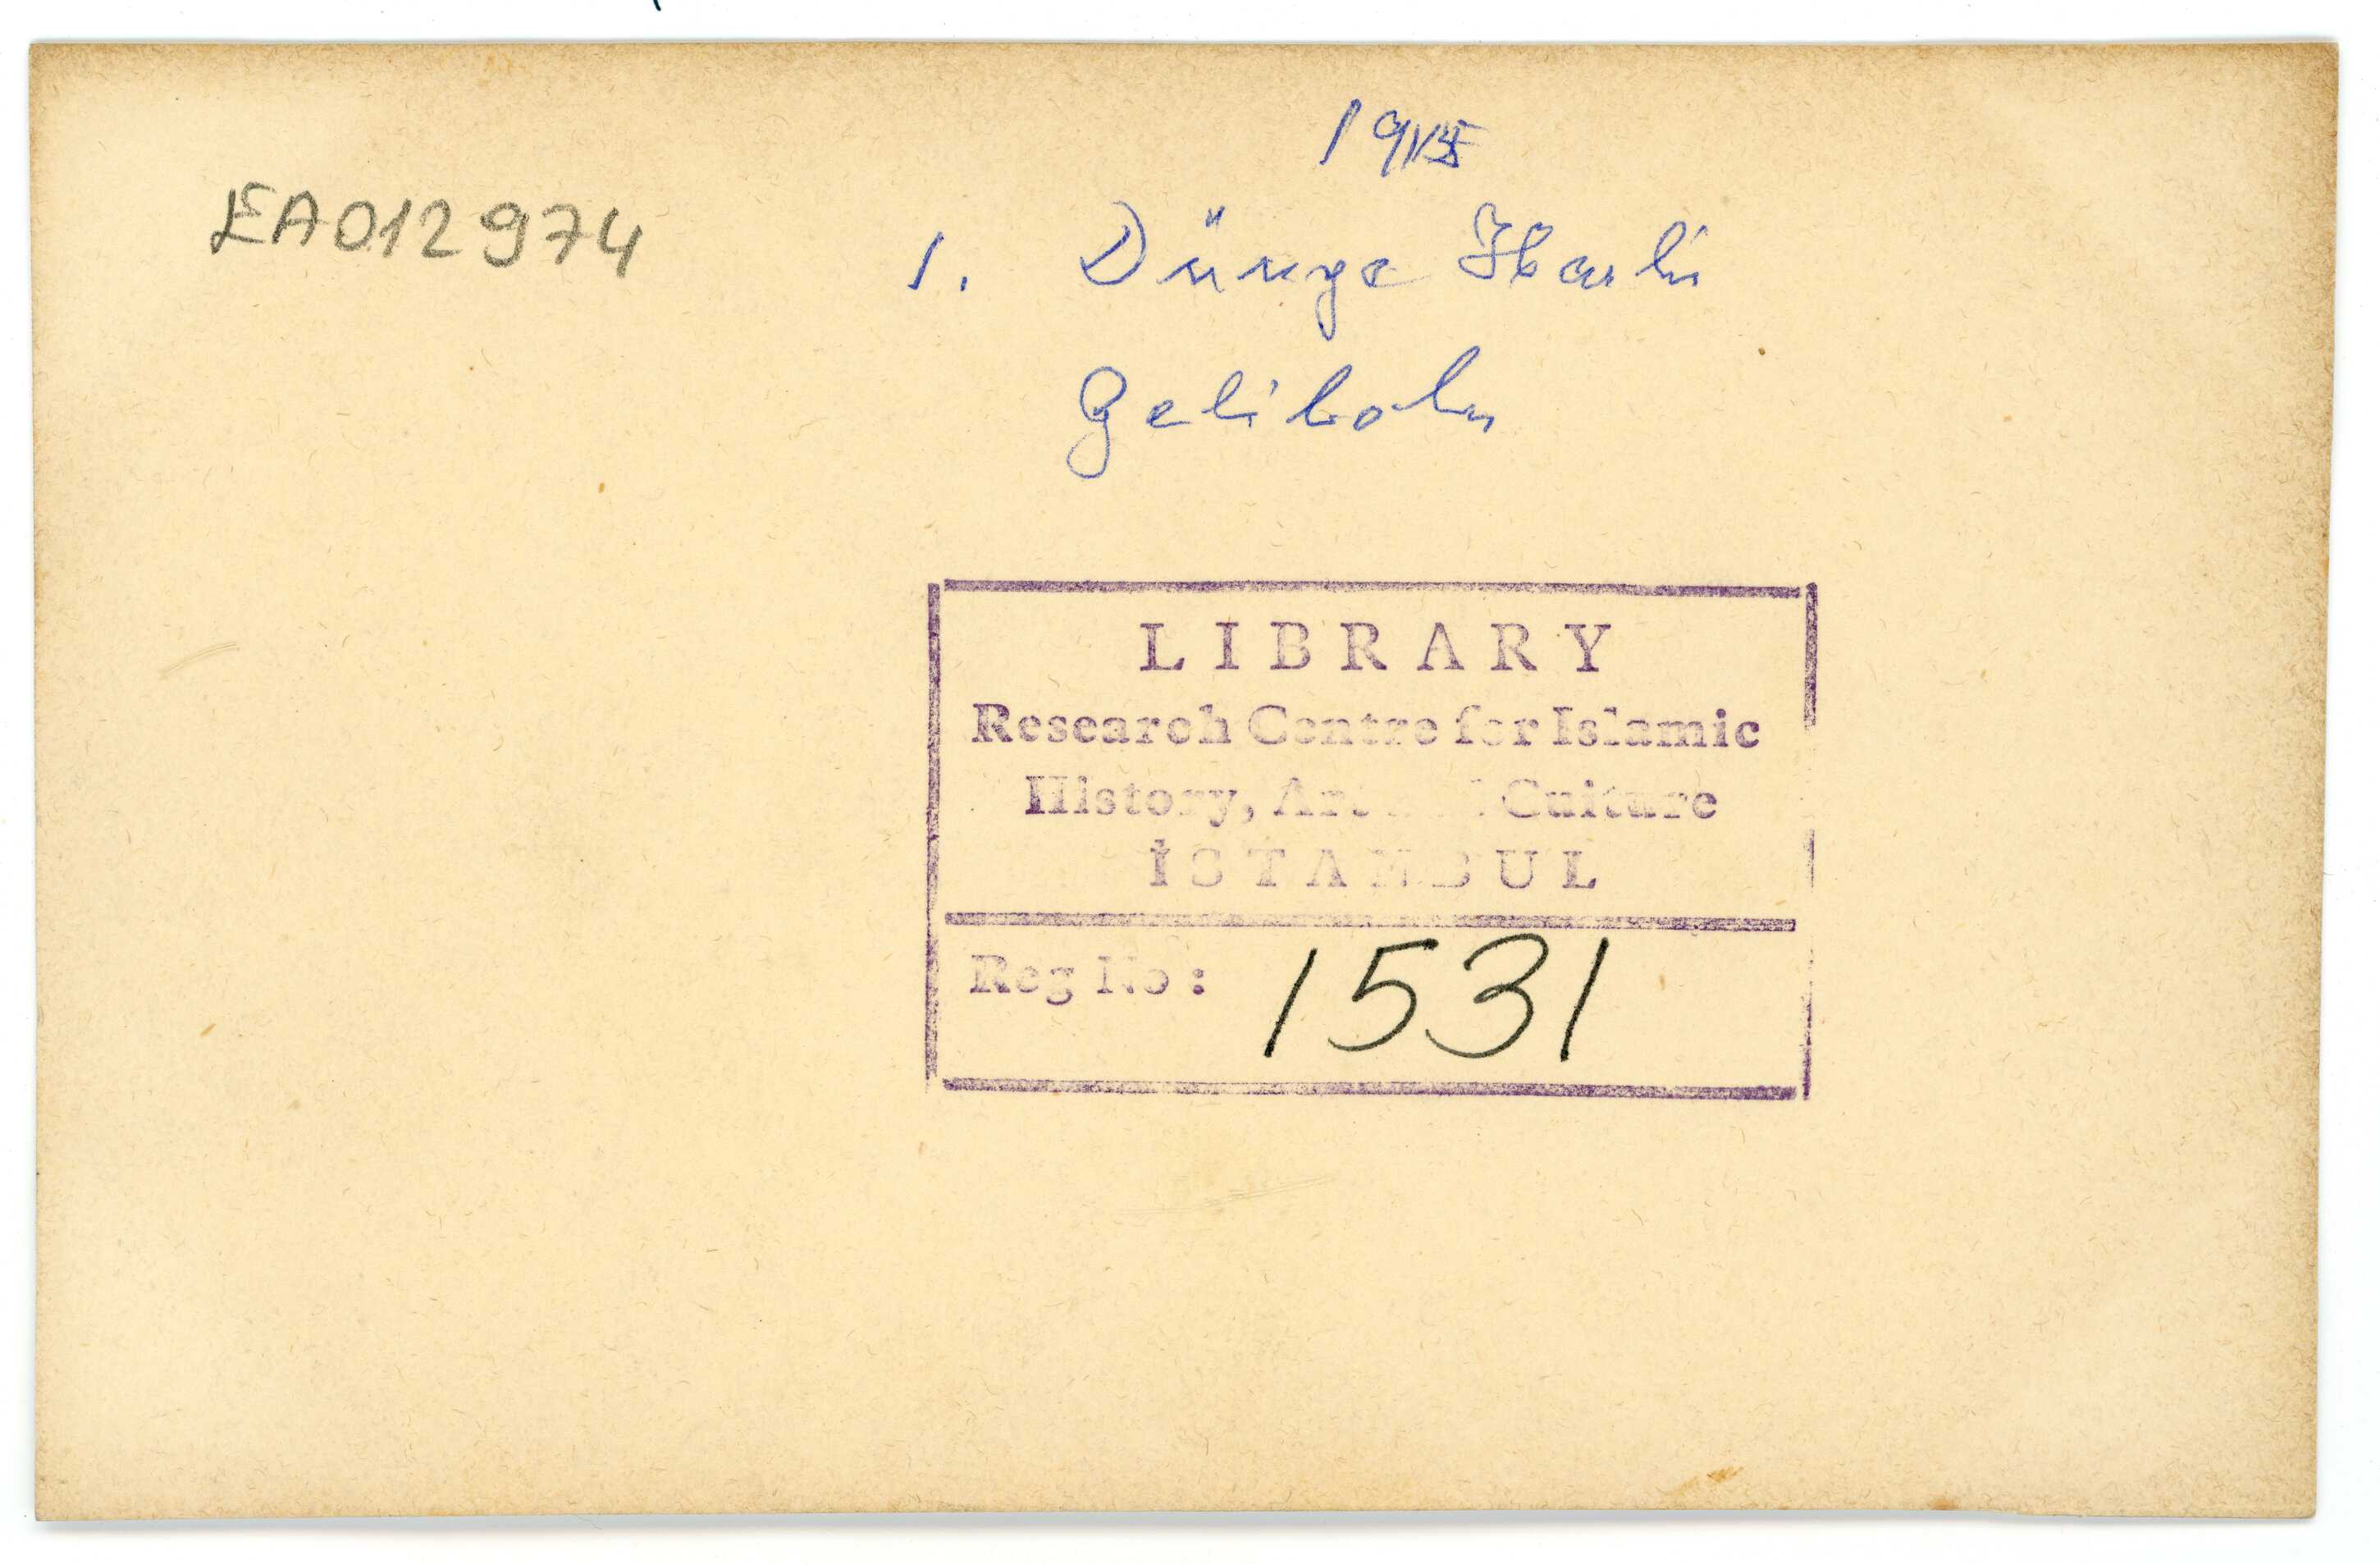 1915
EA012974
1. Dünya Harbi
Gelibolu
LIBRARY
Research Centre for Islamic
History, Art and Culture
İSTANBUL
Reg No: 1531